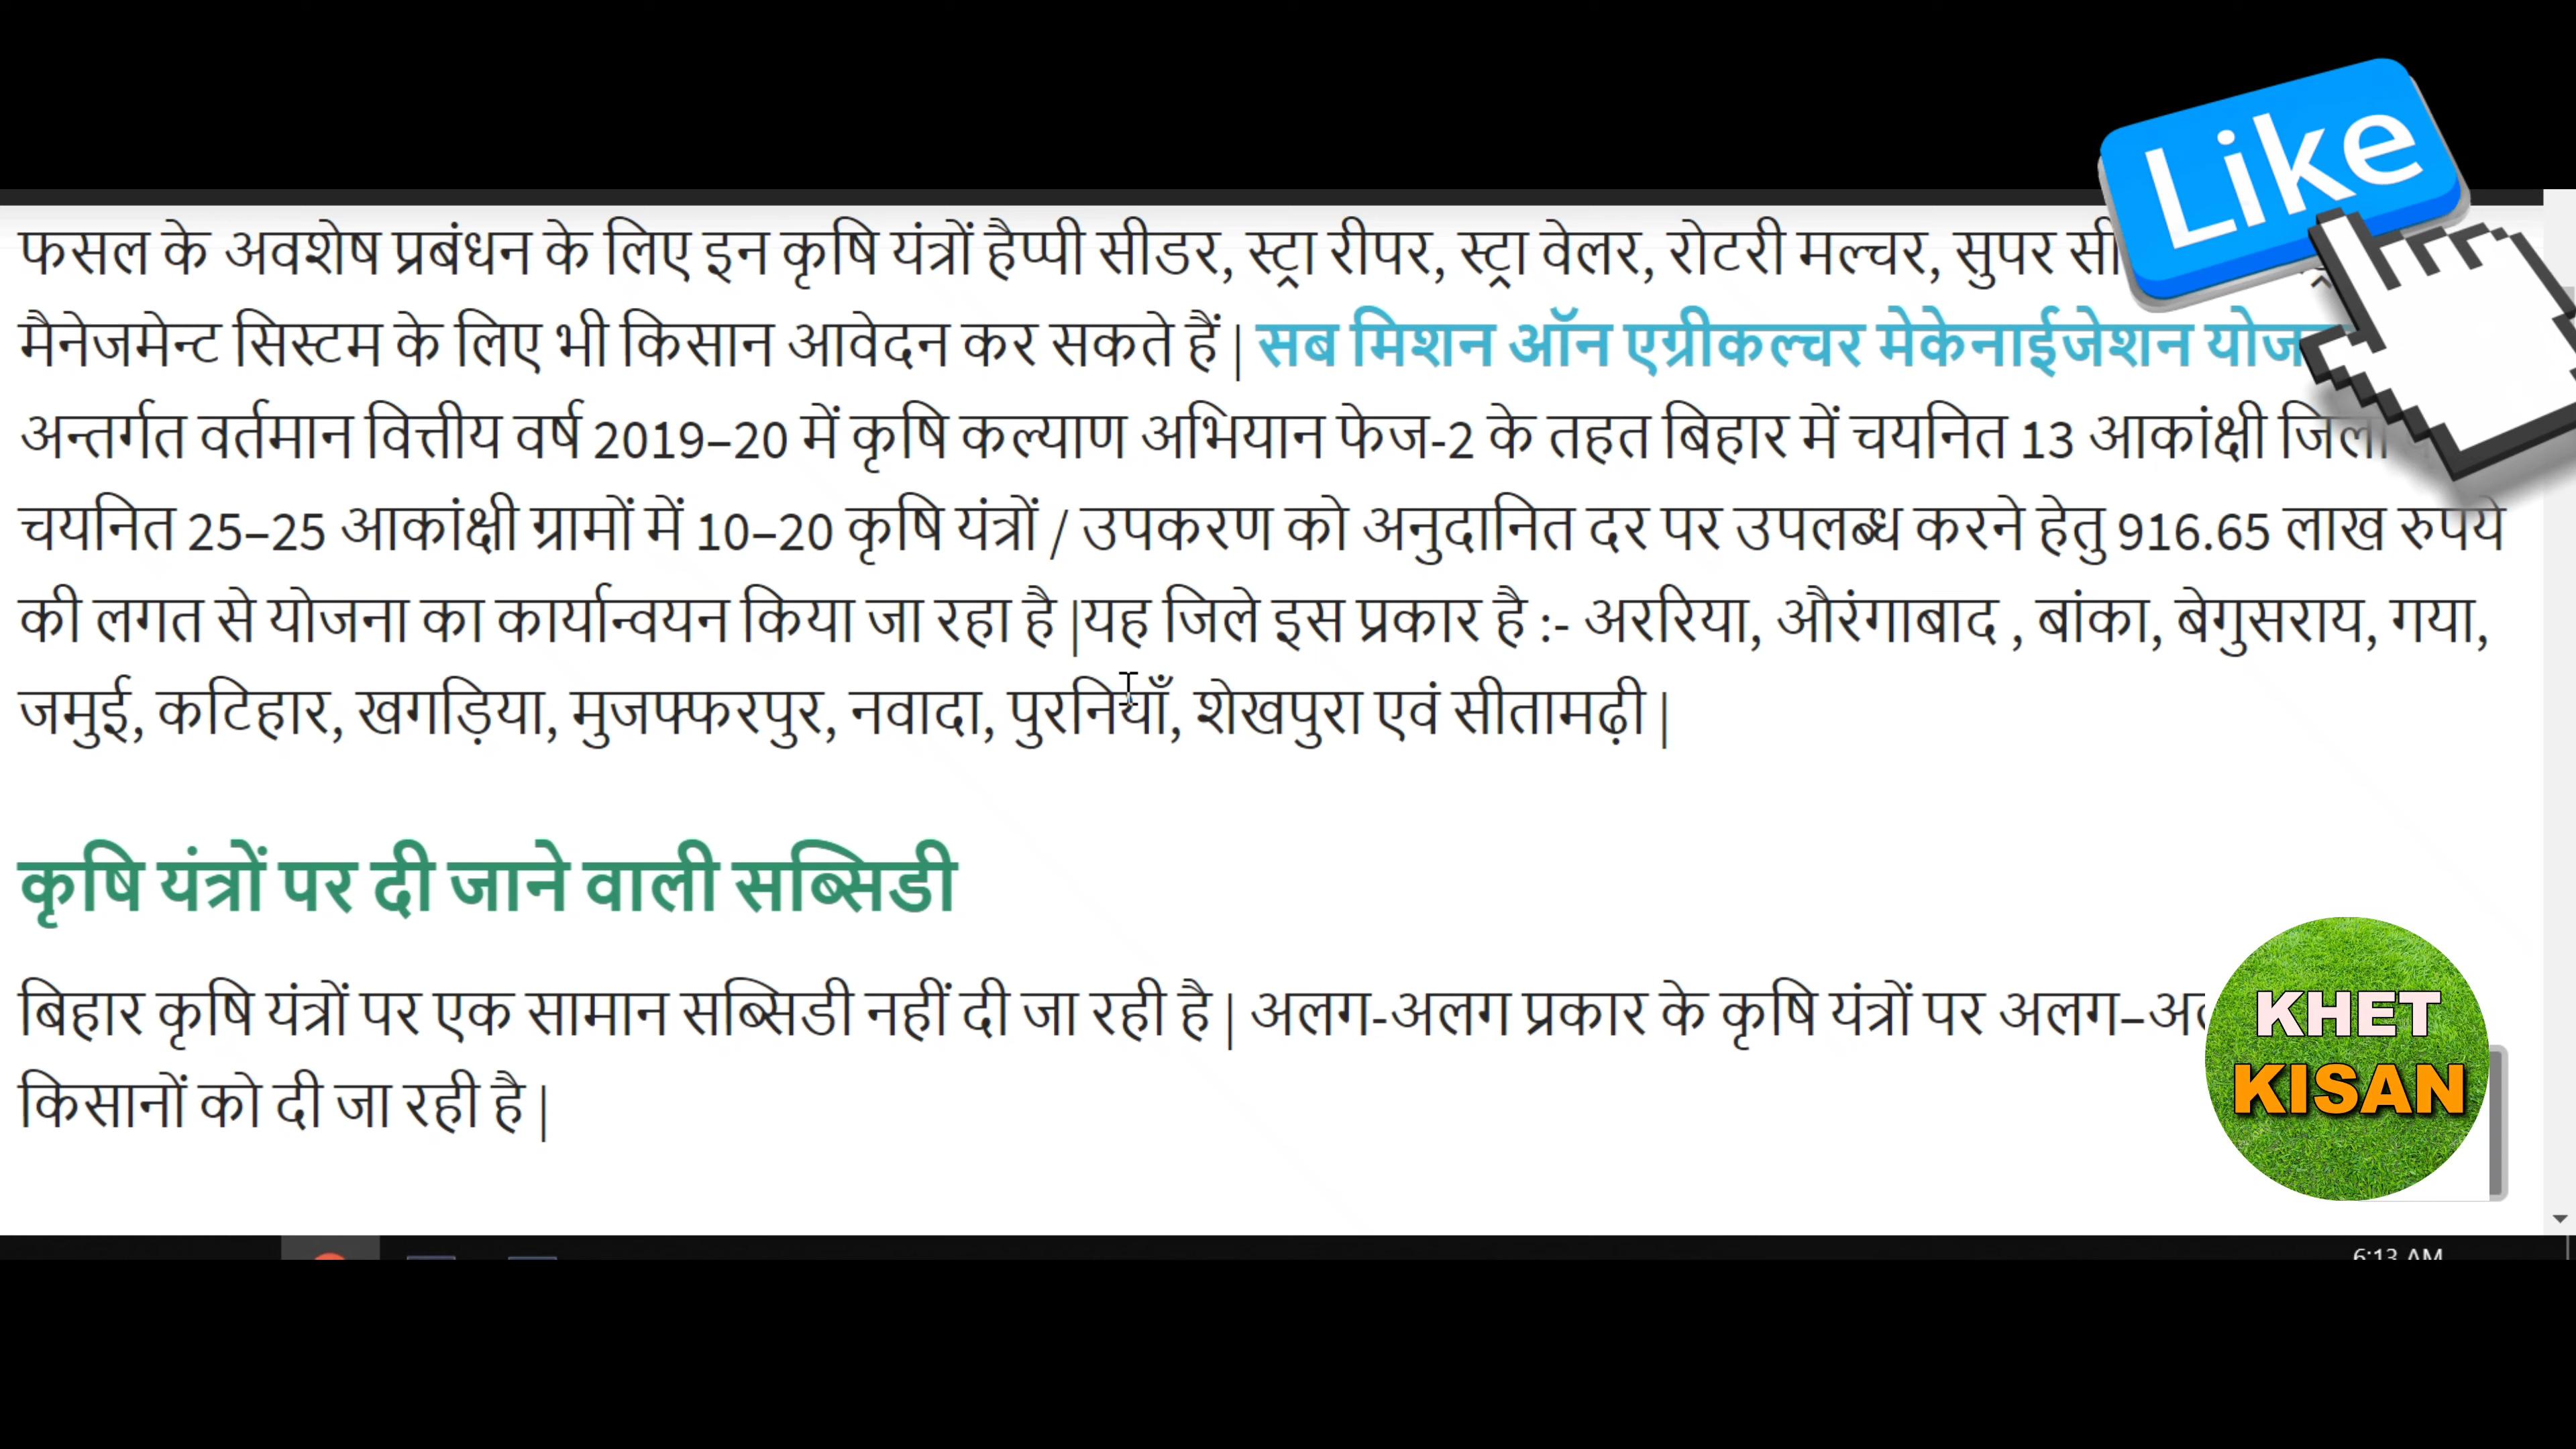 Like
फसल के अवशेष प्रबंधन के लिए इन कृषि यंत्रों हैप्पी सीडर, स्ट्रा रीपर, स्ट्रा वेलर, रोटरी मल्चर, सुपर
मैनेजमेन्ट सिस्टम के लिए भी किसान आवेदन कर सकते हैं | सब मिशन ऑन एग्रीकल्चर मेकेनाईजेशन
अन्तर्गत वर्तमान वित्तीय वर्ष 2019–20 में कृषि कल्याण अभियान फेज-2 के तहत बिहार में चयनित 13 आकांक्षी
चयनित 25–25 आकांक्षी ग्रामों में 10–20 कृषि यंत्रों / उपकरण को अनुदानित दर पर उपलब्ध करने हेतु 916.65 लाख रुपये
की लगत से योजना का कार्यान्वयन किया जा रहा है |यह जिले इस प्रकार है :- अररिया, औरंगाबाद , बांका, बेगुसराय, गया,
जमुई, कटिहार, खगड़िया, मुजफ्फरपुर, नवादा, पुरनियाँ, शेखपुरा एवं सीतामढ़ी |
कृषि यंत्रों पर दी जाने वाली सब्सिडी
बिहार कृषि यंत्रों पर एक सामान सब्सिडी नहीं दी जा रही है | अलग-अलग प्रकार के कृषि यंत्रों पर
किसानों को दी जा रही है |
KHET
KISAN
6:13 AM